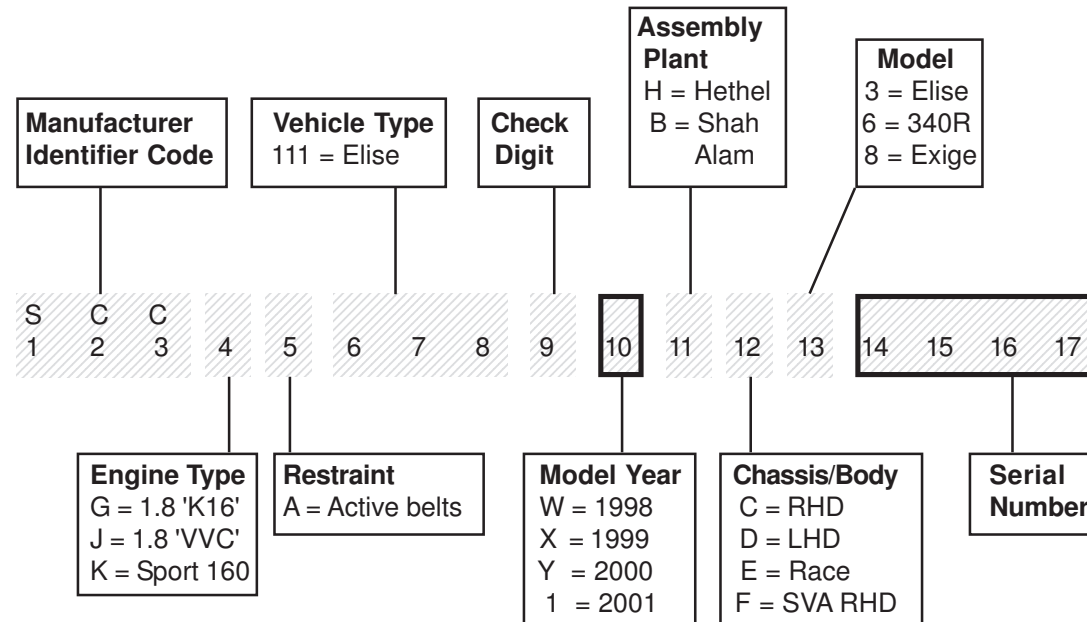 Assembly
Plant
H = Hethel
B = Shah
Alam
Model
3 = Elise
6 = 340R
8 = Exige
Manufacturer
Identifier Code
Vehicle Type
111 = Elise
Check
Digit
S C C
1 2 3 4 5 6 7 8 9 10 11 12 13 14 15 16 17
Engine Type
G = 1.8 'K16'
J = 1.8 'VVC'
K = Sport 160
Restraint
A = Active belts
Model Year
W = 1998
X = 1999
Y = 2000
1 = 2001
Chassis/Body
C = RHD
D = LHD
E = Race
F = SVA RHD
Serial
Number